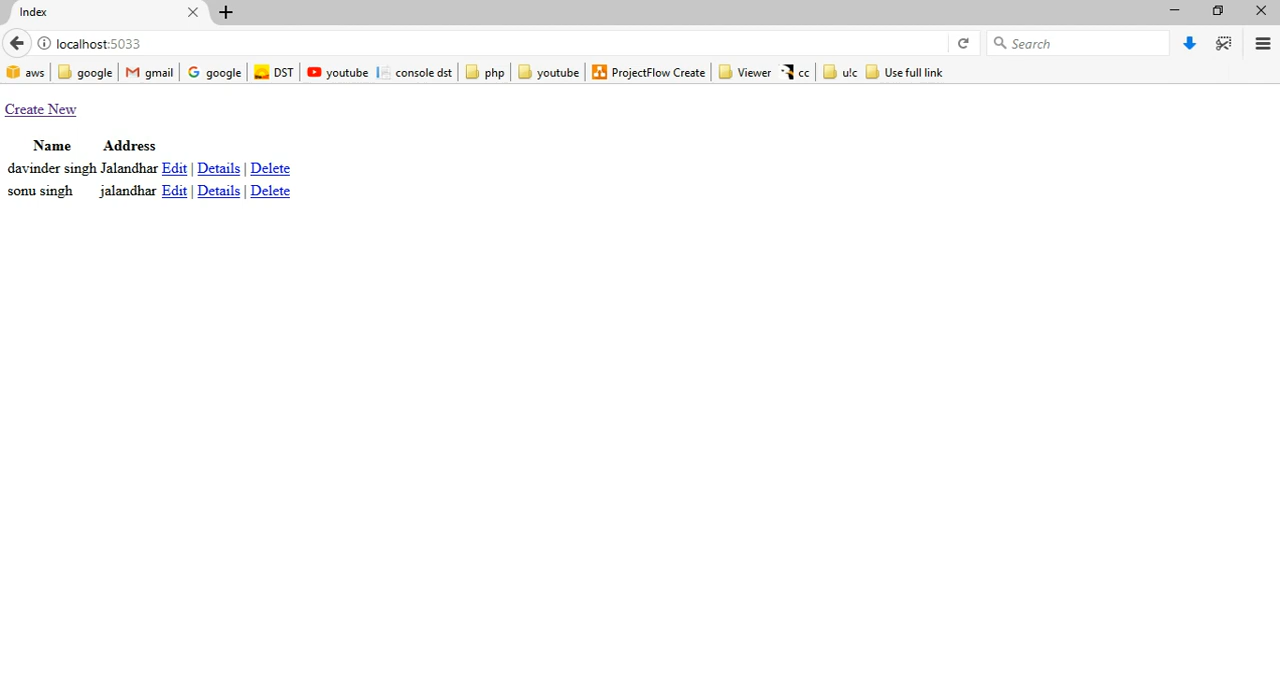 Index
localhost:5033
Search
aws google gmail google DST youtube console dst php youtube ProjectFlow Create Viewer cc u!c Use full link
Create New
Name Address
davinder singh Jalandhar Edit | Details | Delete
sonu singh jalandhar Edit | Details | Delete